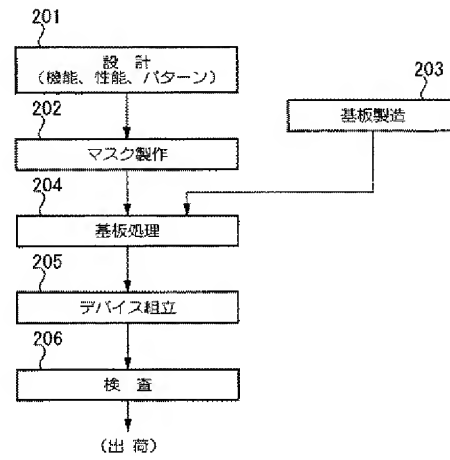 201
設 計
(機能、性能、パターン)
202
マスク製作
203
基板製造
204
基板処理
205
デバイス組立
206
検 査
(出 荷)